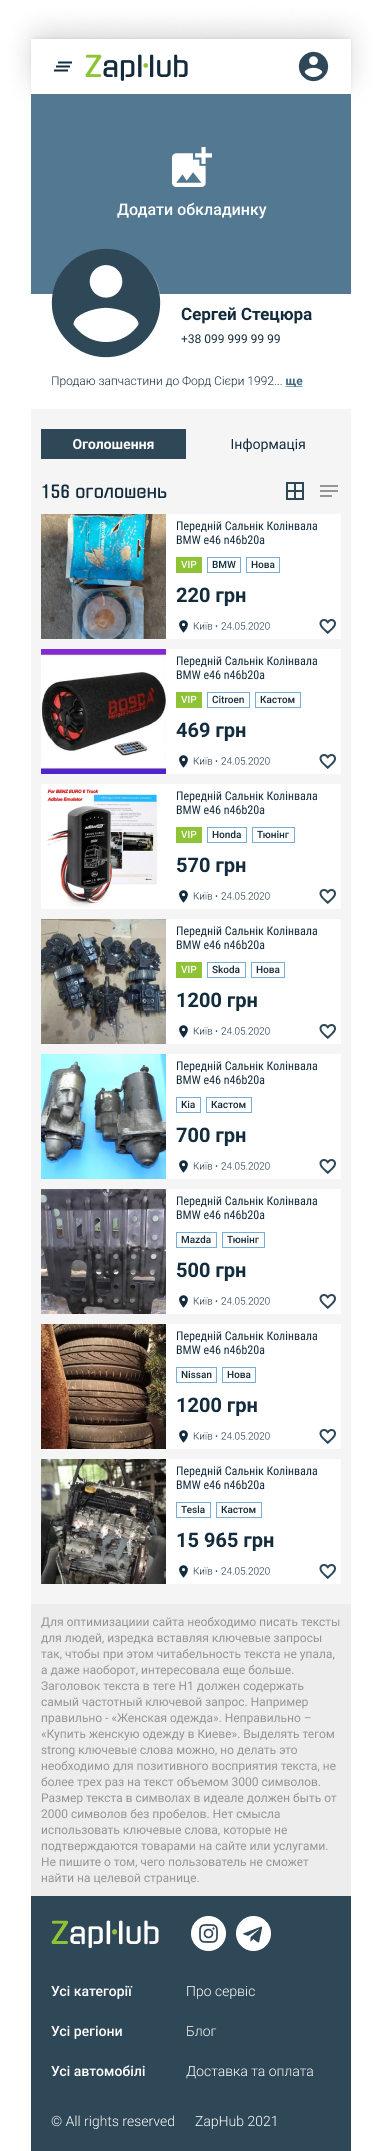 ZapHub
Додати обкладинку
Сергей Стецюра
+38 099 999 99 99
Продаю запчастини до Форд Сієри 1992... ще
Оголошення Інформація
156 оголошень
Передній Сальнік Колінвала
BMW e46 n46b20a
VIP BMW Нова
220 грн
Київ • 24.05.2020
BOSCA
Передній Сальнік Колінвала
BMW e46 n46b20a
VIP Citroen Кастом
469 грн
Київ • 24.05.2020
For BENZ EURO 6 Truck
Adblue Emulator
Передній Сальнік Колінвала
BMW e46 n46b20a
VIP Honda Тюнінг
570 грн
Київ • 24.05.2020
Передній Сальнік Колінвала
BMW e46 n46b20a
VIP Skoda Нова
1200 грн
Київ • 24.05.2020
Передній Сальнік Колінвала
BMW e46 n46b20a
Kia Кастом
700 грн
Київ • 24.05.2020
Передній Сальнік Колінвала
BMW e46 n46b20a
Mazda Тюнінг
500 грн
Київ • 24.05.2020
Передній Сальнік Колінвала
BMW e46 n46b20a
Nissan Нова
1200 грн
Київ • 24.05.2020
Передній Сальнік Колінвала
BMW e46 n46b20a
Tesla Кастом
15 965 грн
Київ • 24.05.2020
Для оптимизациии сайта необходимо писать тексты
для людей, изредка вставляя ключевые запросы
так, чтобы при этом читабельность текста не упала,
а даже наоборот, интересовала еще больше.
Заголовок текста в теге H1 должен содержать
самый частотный ключевой запрос. Например
правильно - «Женская одежда». Неправильно –
«Купить женскую одежду в Киеве». Выделять тегом
strong ключевые слова можно, но делать это
необходимо для позитивного восприятия текста, не
более трех раз на текст объемом 3000 символов.
Размер текста в символах в идеале должен быть от
2000 символов без пробелов. Нет смысла
использовать ключевые слова, которые не
подтверждаются товарами на сайте или услугами.
Не пишите о том, чего пользователь не сможет
найти на целевой странице.
ZapHub
Усі категорії Про сервіс
Усі регіони Блог
Усі автомобілі Доставка та оплата
© All rights reserved ZapHub 2021